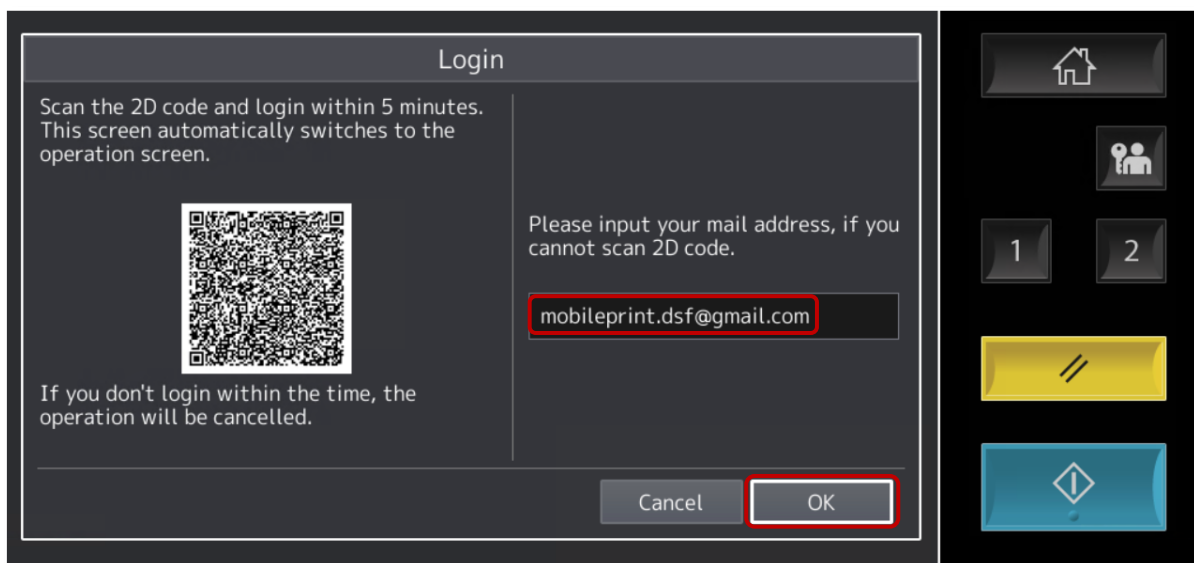 Login
Scan the 2D code and login within 5 minutes.
This screen automatically switches to the
operation screen.
If you don't login within the time, the
operation will be cancelled.
Please input your mail address, if you
cannot scan 2D code.
mobileprint.dsf@gmail.com
Cancel
OK
1
2